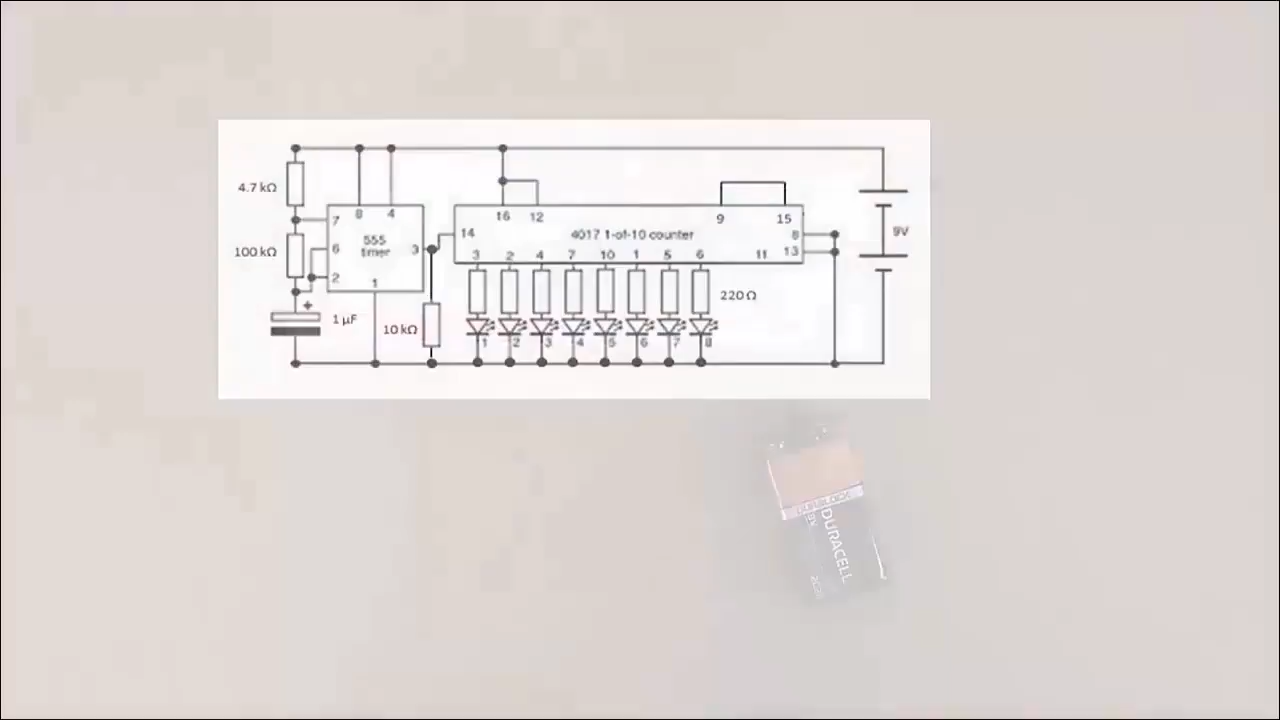 4.7 kΩ
8 4
7
555
timer
100 kΩ
6
3
2
1
+
1 µF
10 kΩ
16 12
9 15
14
4017 1-of-10 counter
8
13
3 2 4 7 10 1 5 6 11
220 Ω
1 2 3 4 5 6 7 8
9V
DURACELL